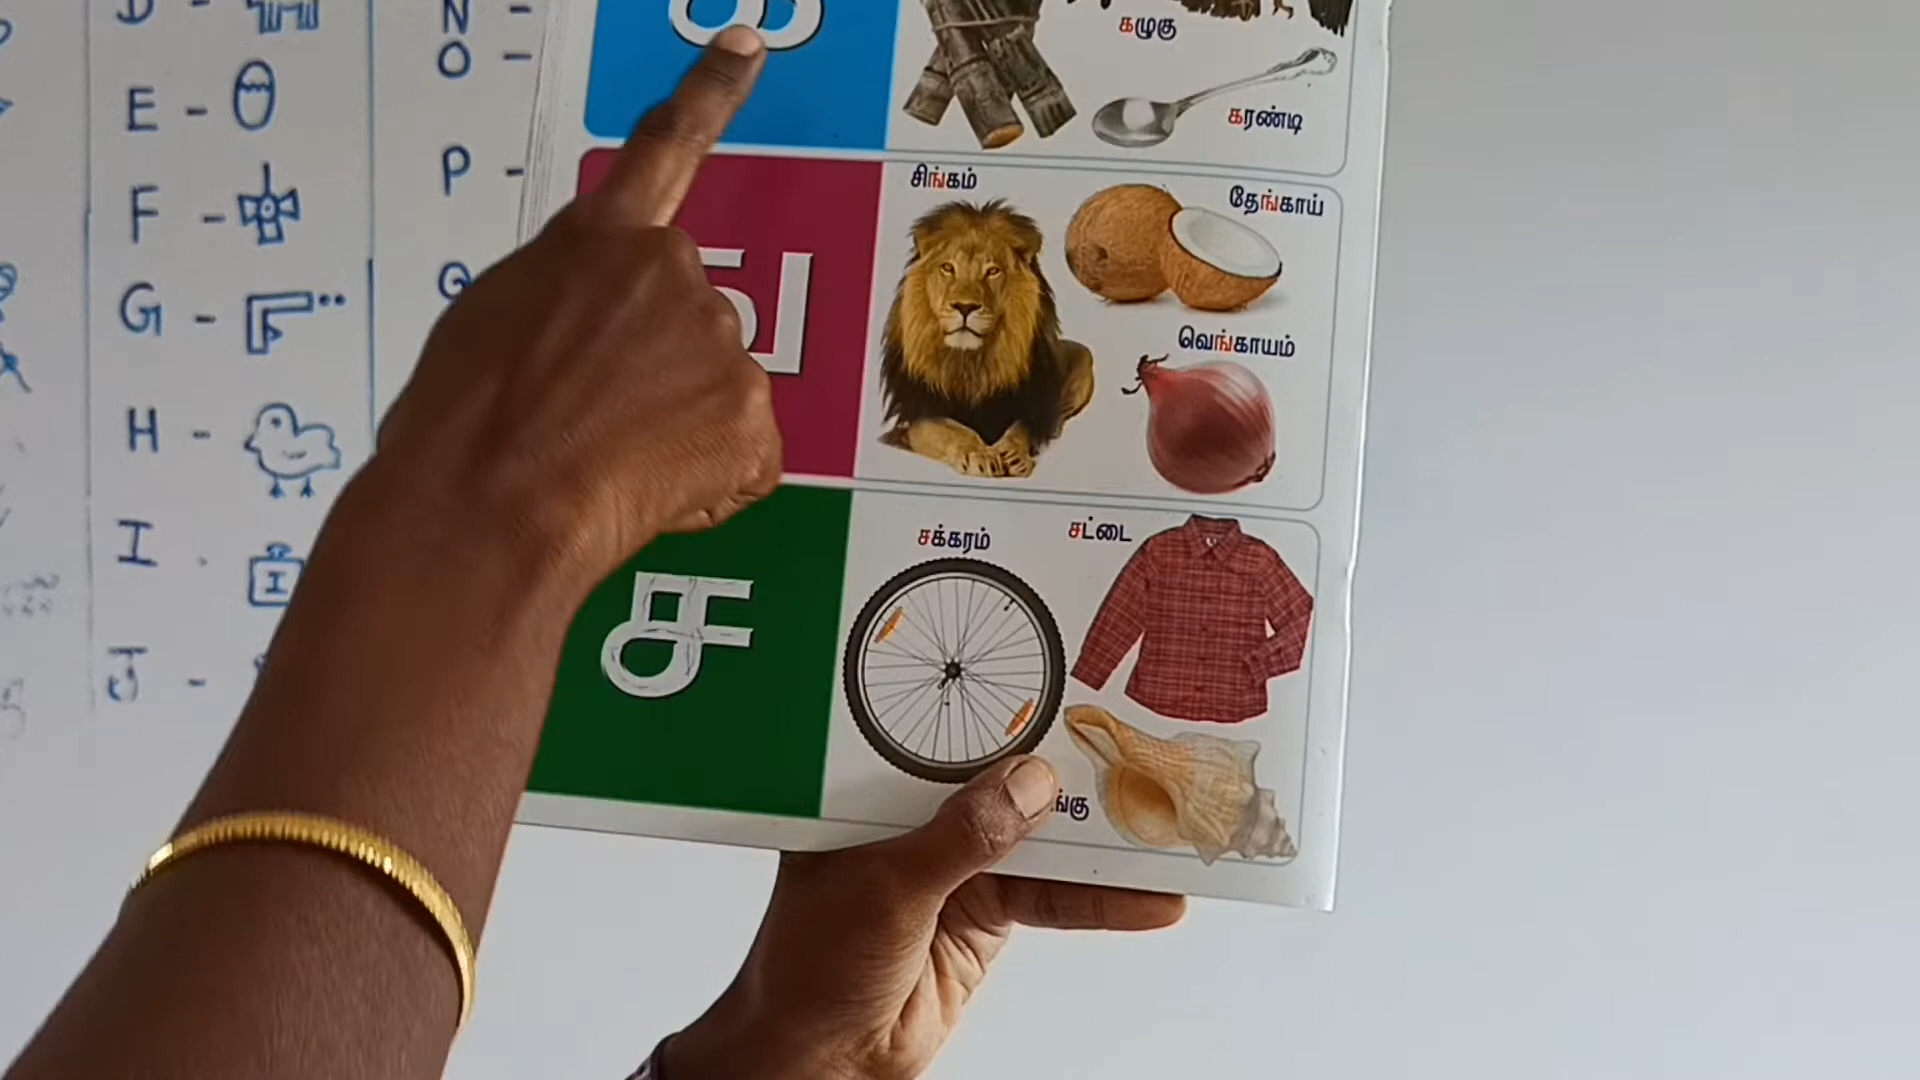 D -
E -
F -
G -
H -
I .
J -
N -
O -
P -
Q
க
கழுகு
கரண்டி
ங
சிங்கம்
தேங்காய்
வெங்காயம்
ச
சக்கரம்
சட்டை
I